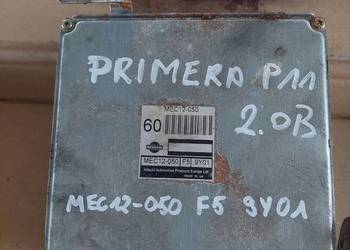 PRIMERA P11
2.0B
MEC12-050
60
NISSAN
MEC12-050 F5 9Y01
Hitachi Automotive Products Europe Ltd.
MEC12-050 F5 9Y01